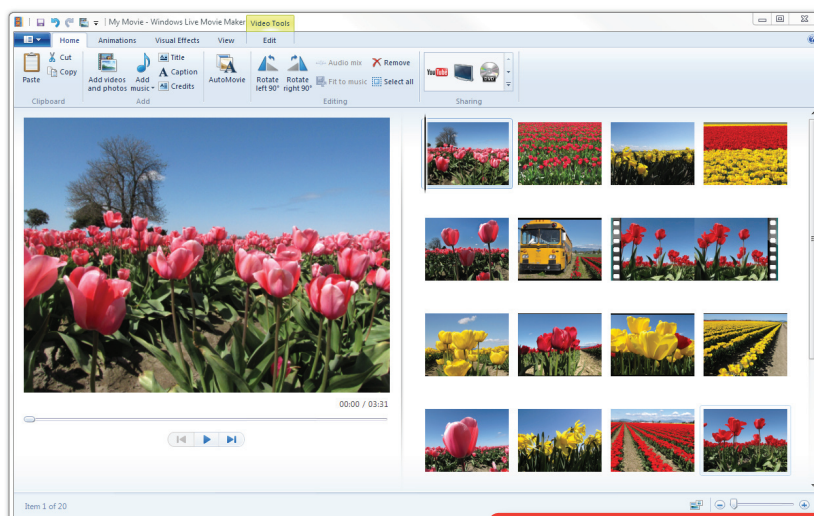 My Movie - Windows Live Movie Maker
Video Tools
Home
Animations
Visual Effects
View
Edit
Paste
Cut
Copy
Clipboard
Add videos
and photos
Add
music
Title
Caption
Credits
Add
AutoMovie
Rotate
left 90°
Rotate
right 90°
Audio mix
Fit to music
Remove
Select all
Editing
YouTube
Sharing
00:00 / 03:31
Item 1 of 20